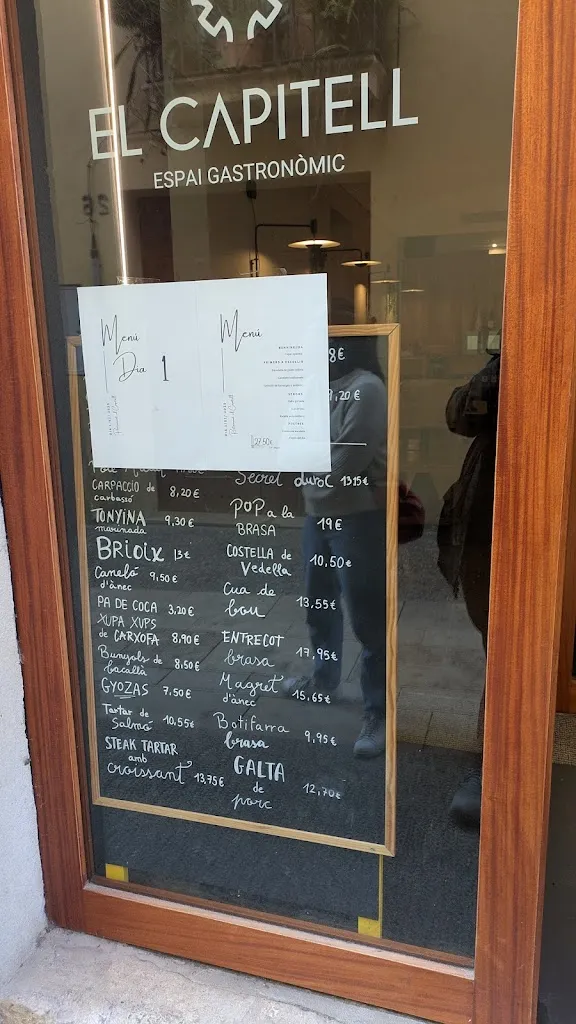 EL CAPITELL
ESPAI GASTRONÒMIC
Menú
Dia 1
Menú
27,50€
8€
9,20€
CARPACCIO de
carbassó 8,20€
TONYINA
marinada 9,30€
BRIOIX 13€
Caneló
d'ànec 9,50€
PA DE COCA 3,20€
XUPA XUPS
de CARXOFA 8,90€
Bunyols de
bacallà 8,50€
GYOZAS 7,50€
Tartar de
Salmó 10,55€
STEAK TARTAR
amb
croissant 13,75€
Secret duroc 13,15€
POP a la
BRASA 19€
COSTELLA de
Vedella 10,50€
Cua de
bou 13,55€
ENTRECOT
brasa 17,95€
Magret
d'ànec 15,65€
Botifarra
brasa 9,95€
GALTA
de
porc 12,70€